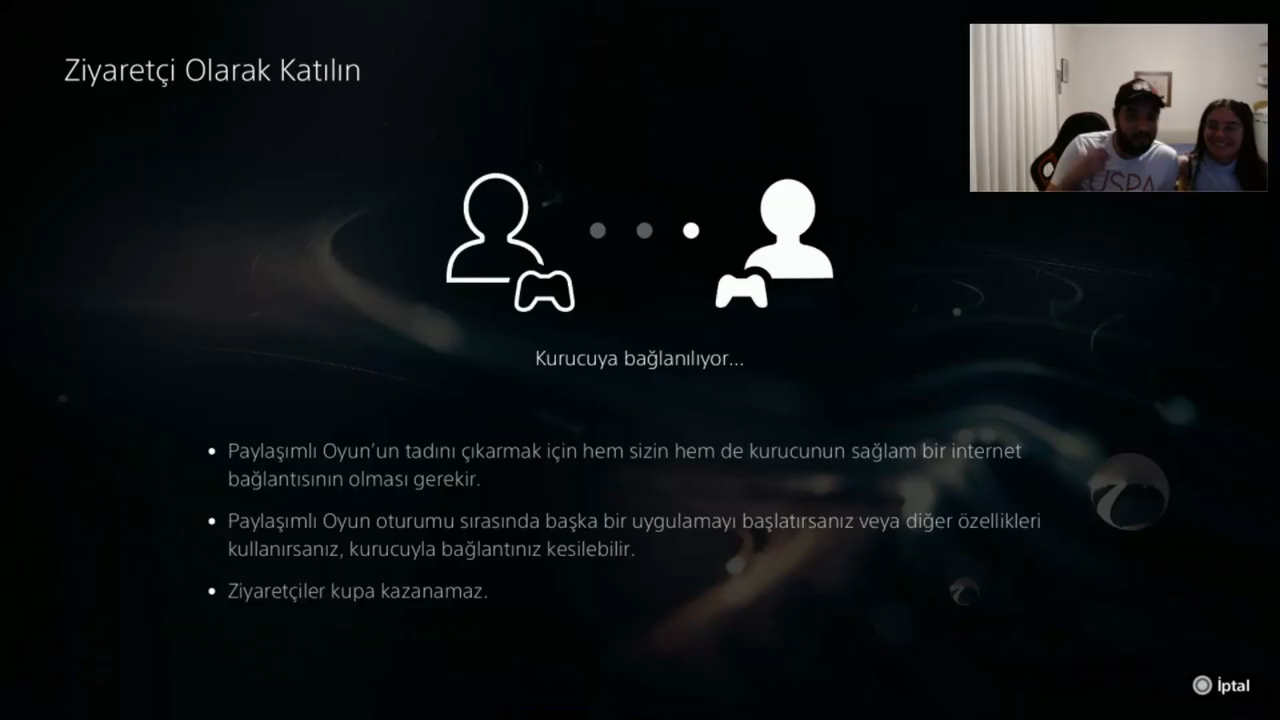 Ziyaretçi Olarak Katılın
Kurucuya bağlanılıyor...
• Paylaşımlı Oyun'un tadını çıkarmak için hem sizin hem de kurucunun sağlam bir internet
bağlantısının olması gerekir.
• Paylaşımlı Oyun oturumu sırasında başka bir uygulamayı başlatırsanız veya diğer özellikleri
kullanırsanız, kurucuyla bağlantınız kesilebilir.
• Ziyaretçiler kupa kazanamaz.
İptal